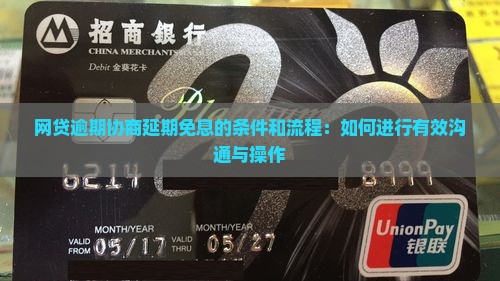 招商銀行
CHINA MERCHANTS
Debit 金葵花卡
网贷逾期协商延期免息的条件和流程：如何进行有效沟
通与操作
6214 8999
MONTH/YEAR MONTH/YEAR
VALID FROM 05/17 VALID THRU 05/27
UnionPay
银联